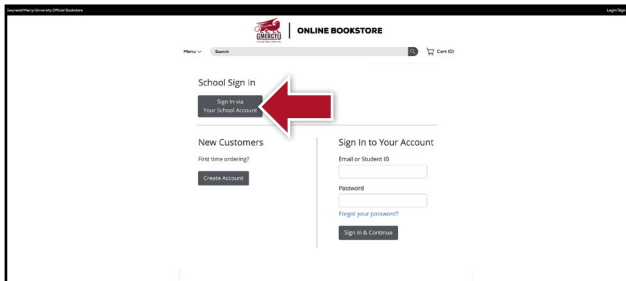 Gwynedd Mercy University Official Bookstore
Login/Sign
GMERCYU
ONLINE BOOKSTORE
Menu
Search
Cart (0)
School Sign In
Sign In via
Your School Account
New Customers
First time ordering?
Create Account
Sign In to Your Account
Email or Student ID
Password
Forgot your password?
Sign In & Continue